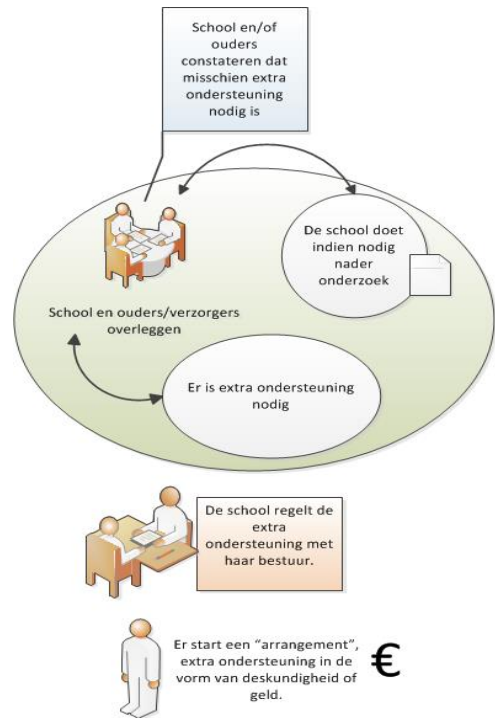 School en/of
ouders
constateren dat
misschien extra
ondersteuning
nodig is
De school doet
indien nodig
nader
onderzoek
School en ouders/verzorgers
overleggen
Er is extra ondersteuning
nodig
De school regelt de
extra
ondersteuning met
haar bestuur.
Er start een “arrangement”,
extra ondersteuning in de
vorm van deskundigheid of
geld.
€